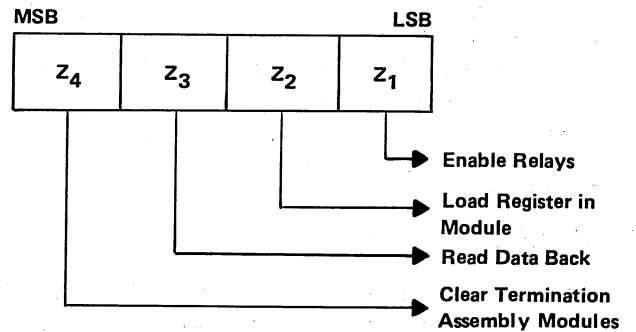 MSB LSB
Z4 Z3 Z2 Z1
Enable Relays
Load Register in
Module
Read Data Back
Clear Termination
Assembly Modules